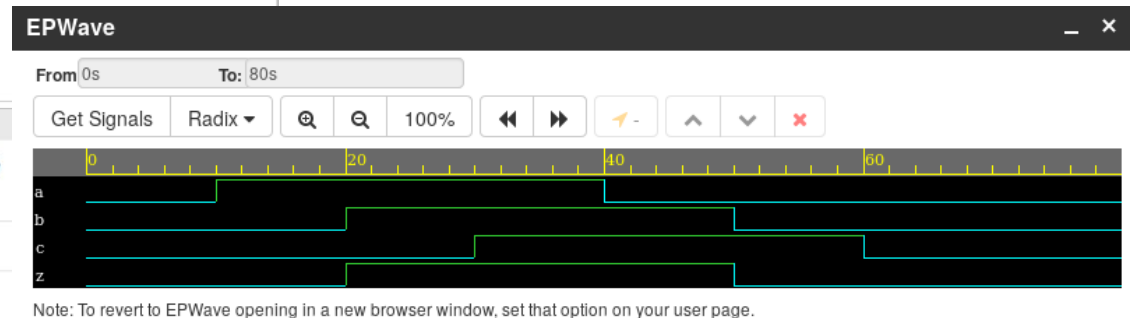 EPWave
From 0s To: 80s
Get Signals Radix 100% -
0 20 40 60
a
b
c
z
Note: To revert to EPWave opening in a new browser window, set that option on your user page.